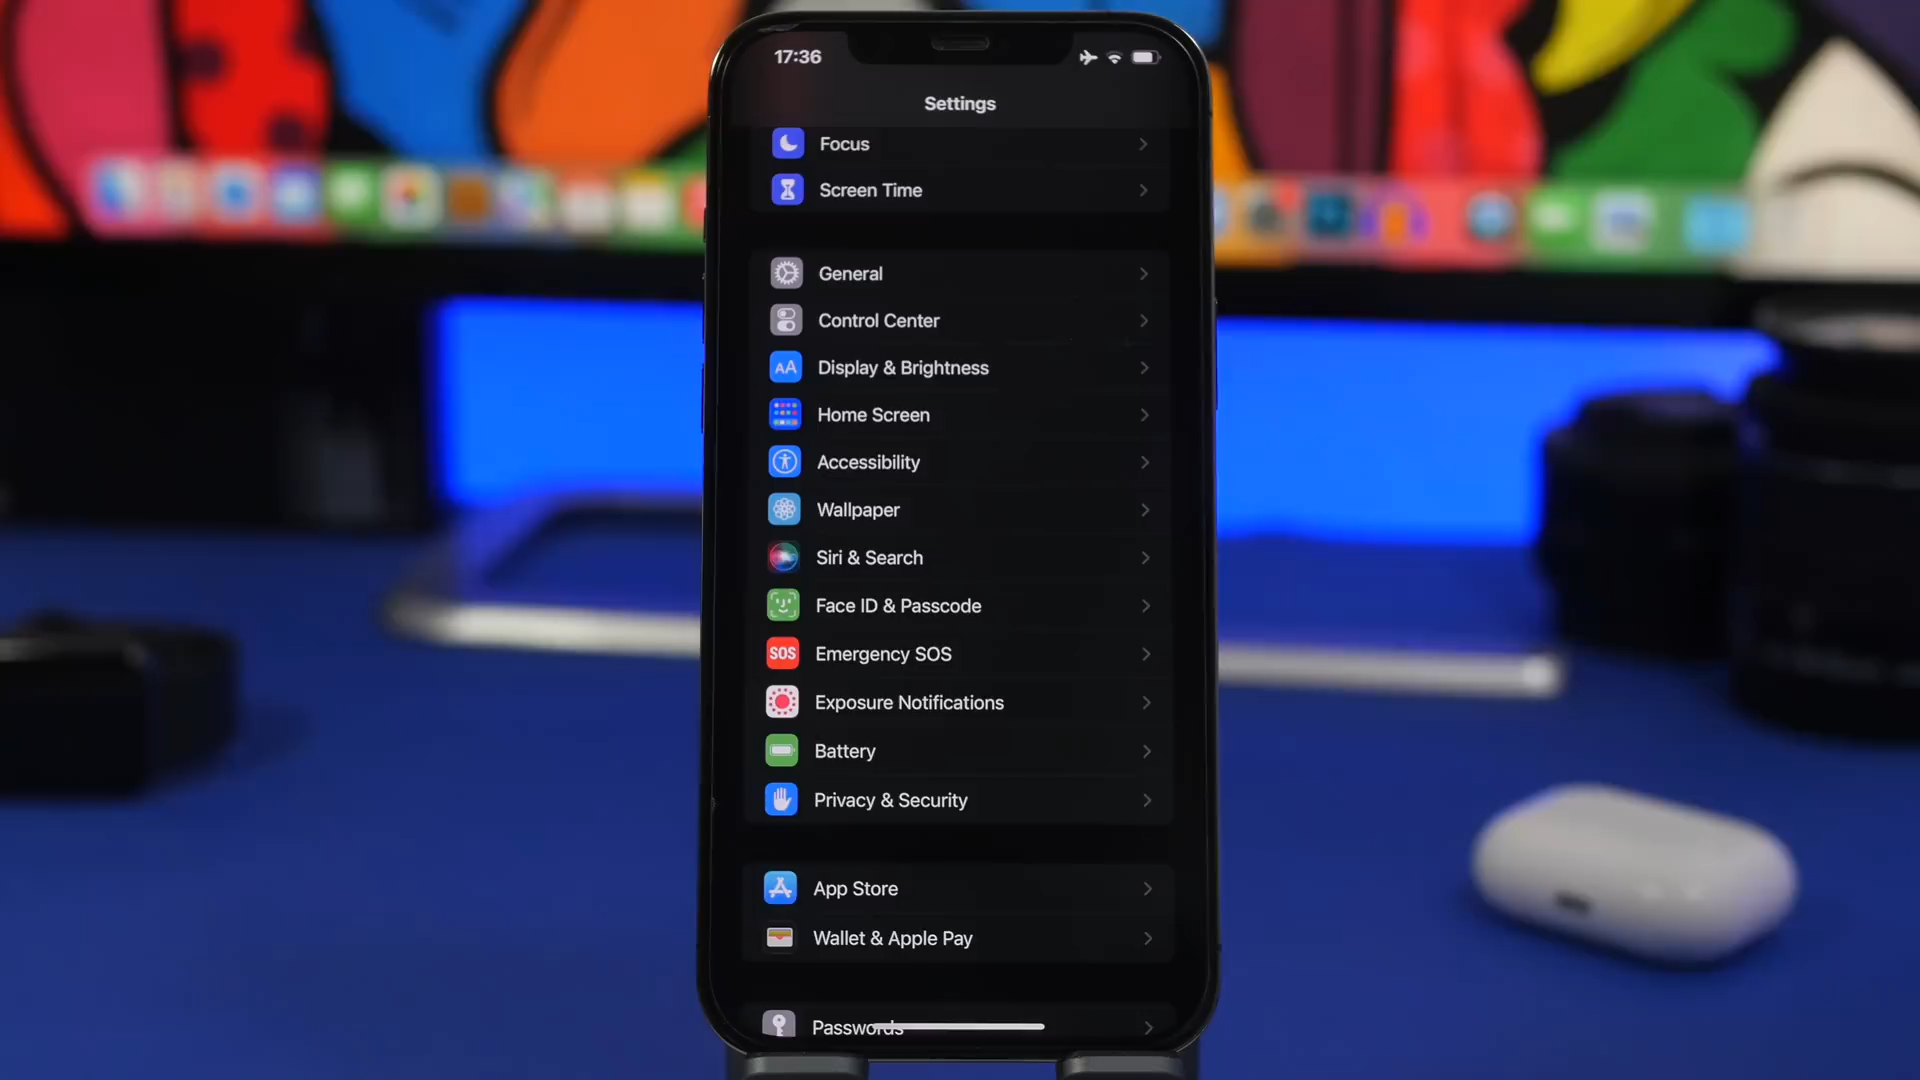 17:36
Settings
Focus
Screen Time
General
Control Center
AA Display & Brightness
Home Screen
Accessibility
Wallpaper
Siri & Search
Face ID & Passcode
SOS Emergency SOS
Exposure Notifications
Battery
Privacy & Security
App Store
Wallet & Apple Pay
Passwords